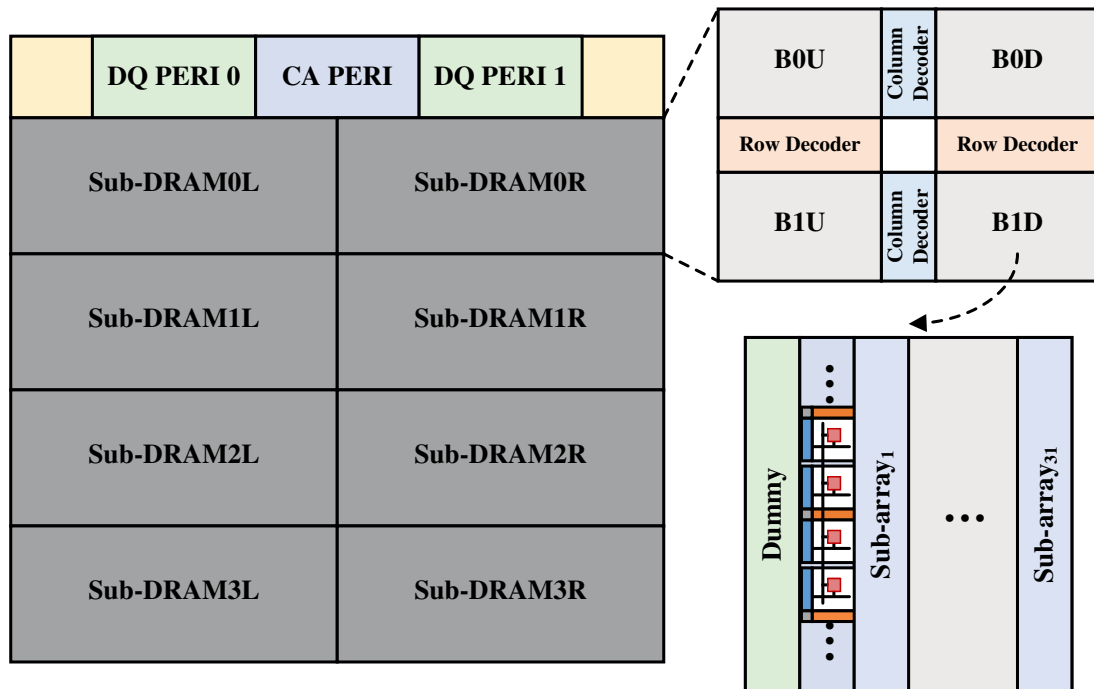 DQ PERI 0
CA PERI
DQ PERI 1
Sub-DRAM0L
Sub-DRAM0R
Sub-DRAM1L
Sub-DRAM1R
Sub-DRAM2L
Sub-DRAM2R
Sub-DRAM3L
Sub-DRAM3R
B0U
Column
Decoder
B0D
Row Decoder
Row Decoder
B1U
Column
Decoder
B1D
Dummy
Sub-array₁
...
Sub-array₃₁